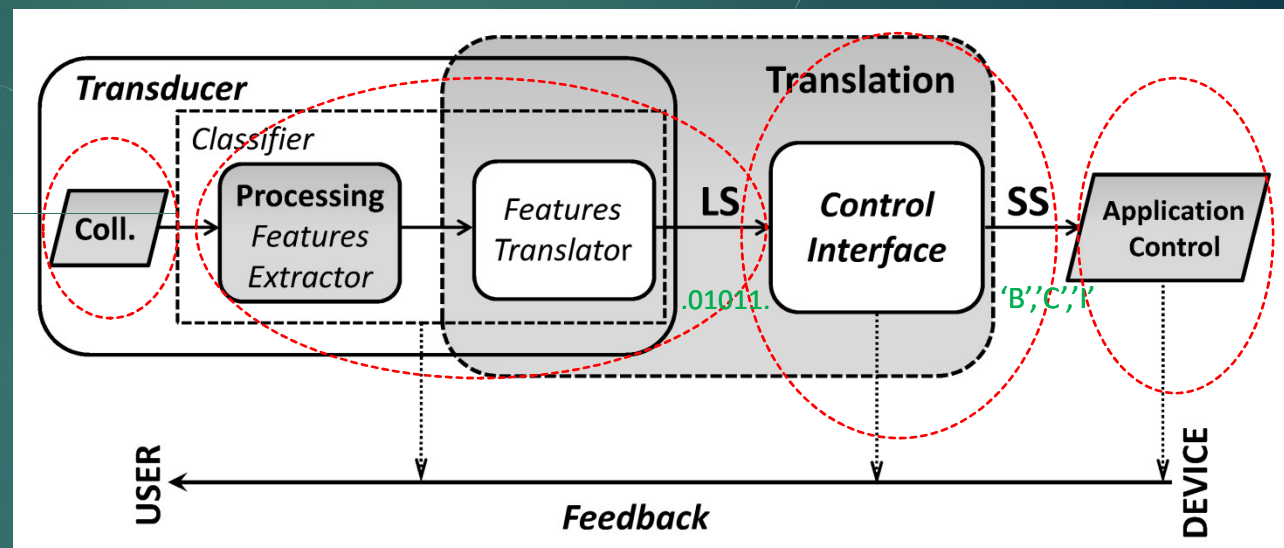 Transducer
Translation
Classifier
Coll.
Processing
Features
Extractor
Features
Translator
LS
.01011.
Control
Interface
SS
‘B’,’C’,’I’
Application
Control
USER
Feedback
DEVICE